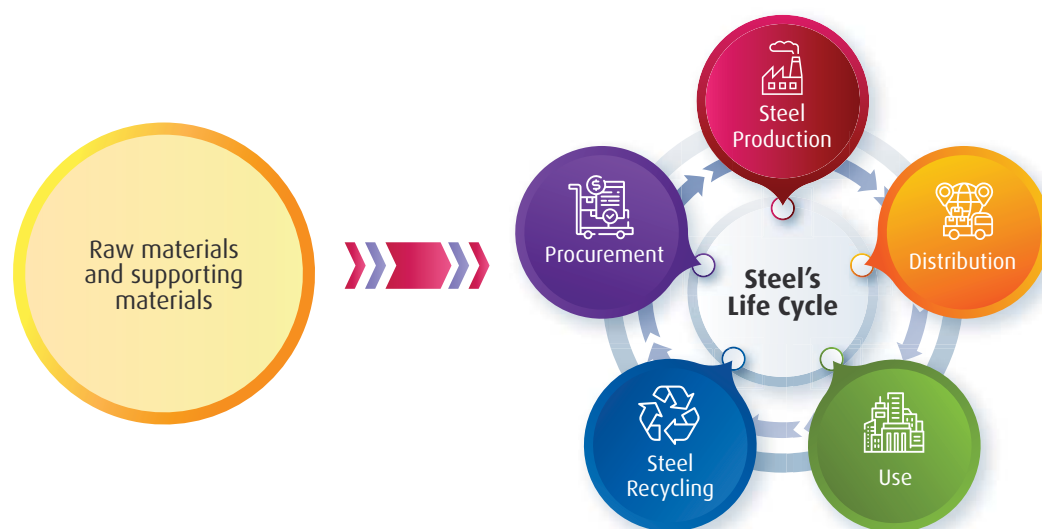 Raw materials
and supporting
materials
Steel
Production
Procurement
Distribution
Steel's
Life Cycle
Steel
Recycling
Use
$